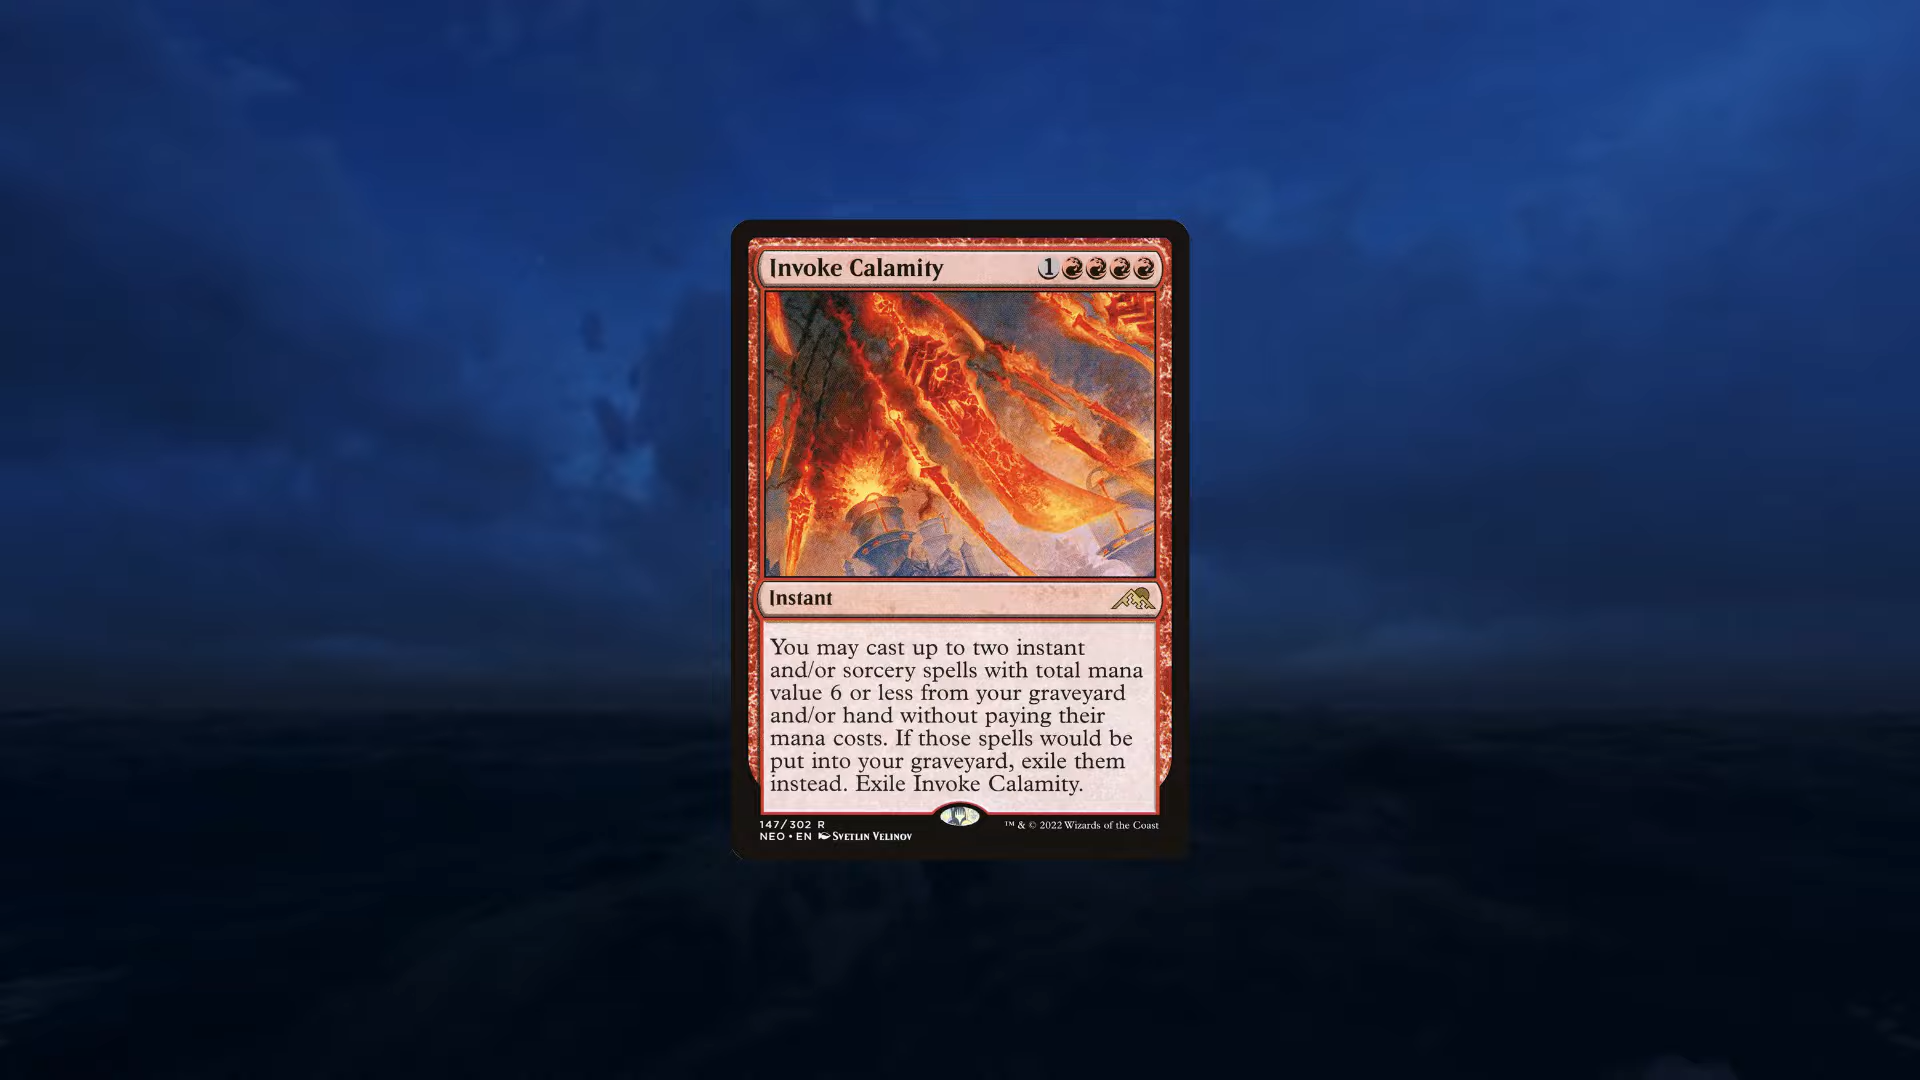 Invoke Calamity 1
Instant
You may cast up to two instant
and/or sorcery spells with total mana
value 6 or less from your graveyard
and/or hand without paying their
mana costs. If those spells would be
put into your graveyard, exile them
instead. Exile Invoke Calamity.
147/302 R
NEO • EN Svetlin Velinov
™ & © 2022 Wizards of the Coast